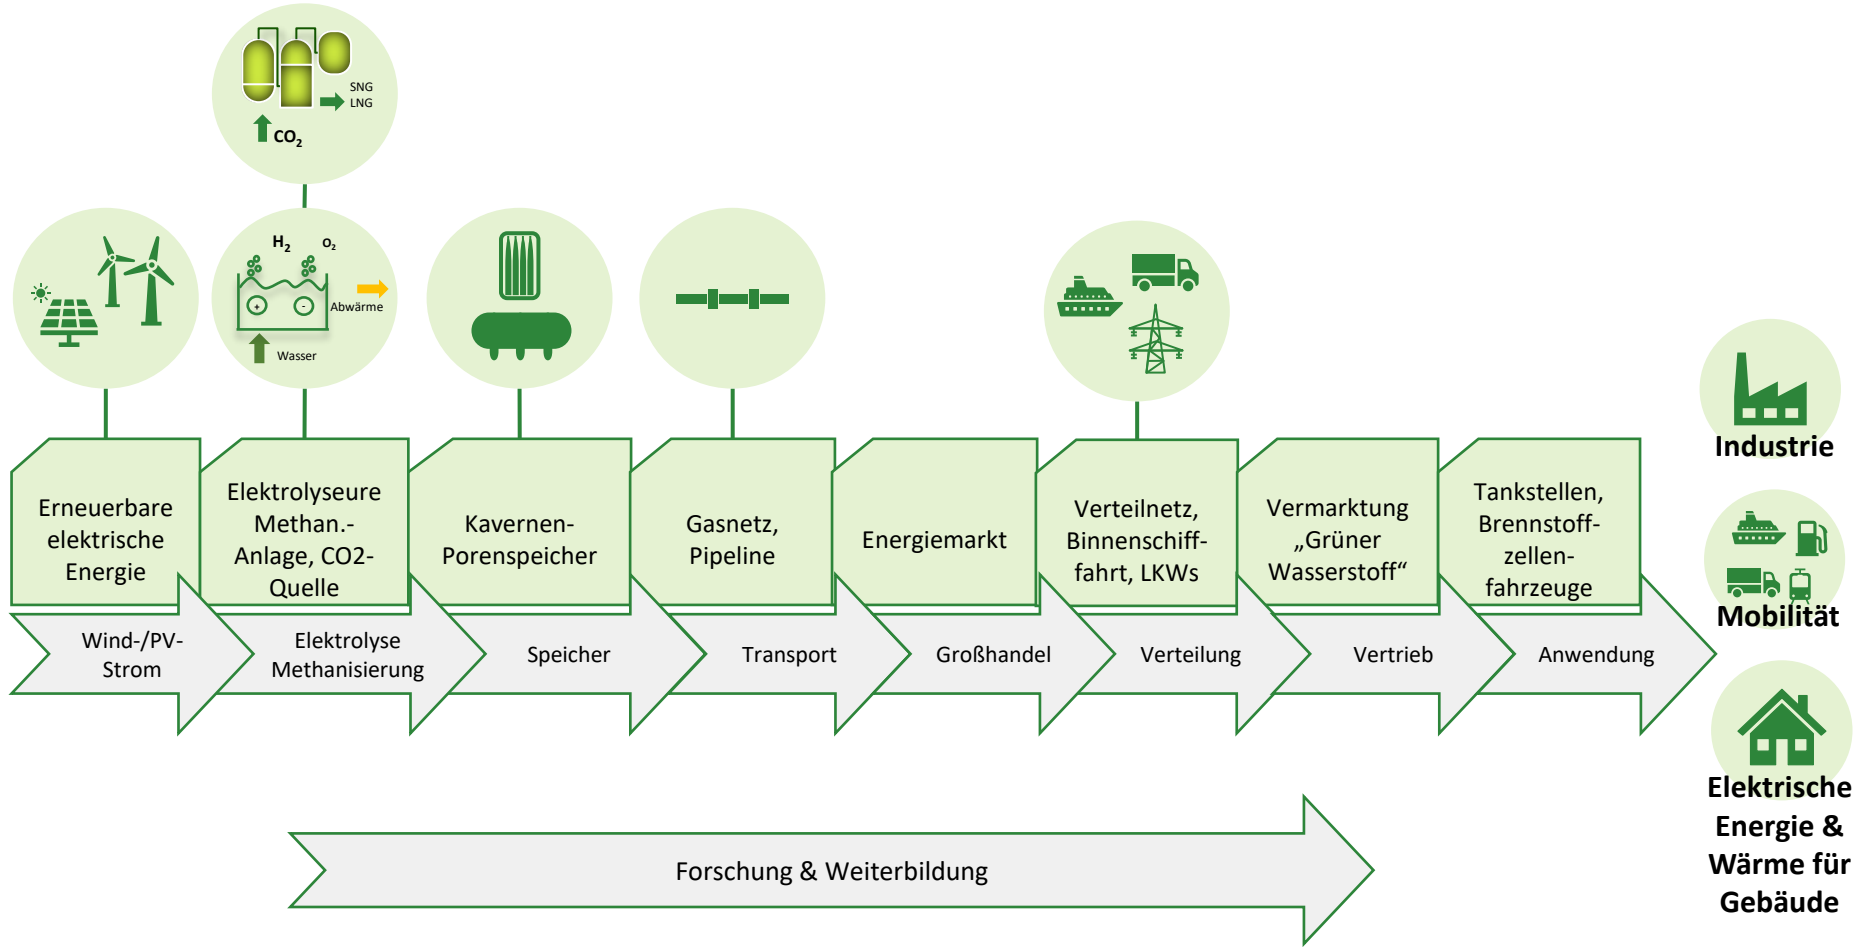 SNG
LNG
CO₂
H₂
O₂
+
-
Abwärme
Wasser
Erneuerbare
elektrische
Energie
Elektrolyseure
Methan.-
Anlage, CO2-
Quelle
Kavernen-
Porenspeicher
Gasnetz,
Pipeline
Energiemarkt
Verteilnetz,
Binnenschiff-
fahrt, LKWs
Vermarktung
„Grüner
Wasserstoff“
Tankstellen,
Brennstoff-
zellen-
fahrzeuge
Wind-/PV-
Strom
Elektrolyse
Methanisierung
Speicher
Transport
Großhandel
Verteilung
Vertrieb
Anwendung
Industrie
Mobilität
Elektrische
Energie &
Wärme für
Gebäude
Forschung & Weiterbildung